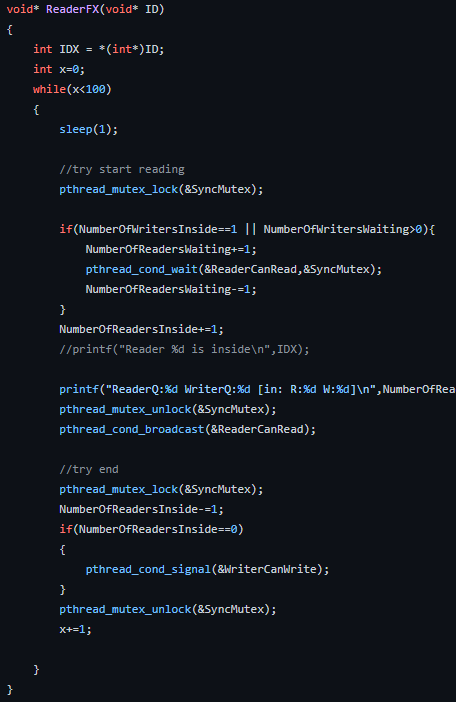 void* ReaderFX(void* ID)
{
    int IDX = *(int*)ID;
    int x=0;
    while(x<100)
    {
        sleep(1);

        //try start reading
        pthread_mutex_lock(&SyncMutex);

        if(NumberOfWritersInside==1 || NumberOfWritersWaiting>0){
            NumberOfReadersWaiting+=1;
            pthread_cond_wait(&ReaderCanRead,&SyncMutex);
            NumberOfReadersWaiting-=1;
        }
        NumberOfReadersInside+=1;
        //printf("Reader %d is inside\n",IDX);

        printf("ReaderQ:%d WriterQ:%d [in: R:%d W:%d]\n",NumberOfRea
        pthread_mutex_unlock(&SyncMutex);
        pthread_cond_broadcast(&ReaderCanRead);

        //try end
        pthread_mutex_lock(&SyncMutex);
        NumberOfReadersInside-=1;
        if(NumberOfReadersInside==0)
        {
            pthread_cond_signal(&WriterCanWrite);
        }
        pthread_mutex_unlock(&SyncMutex);
        x+=1;

    }
}